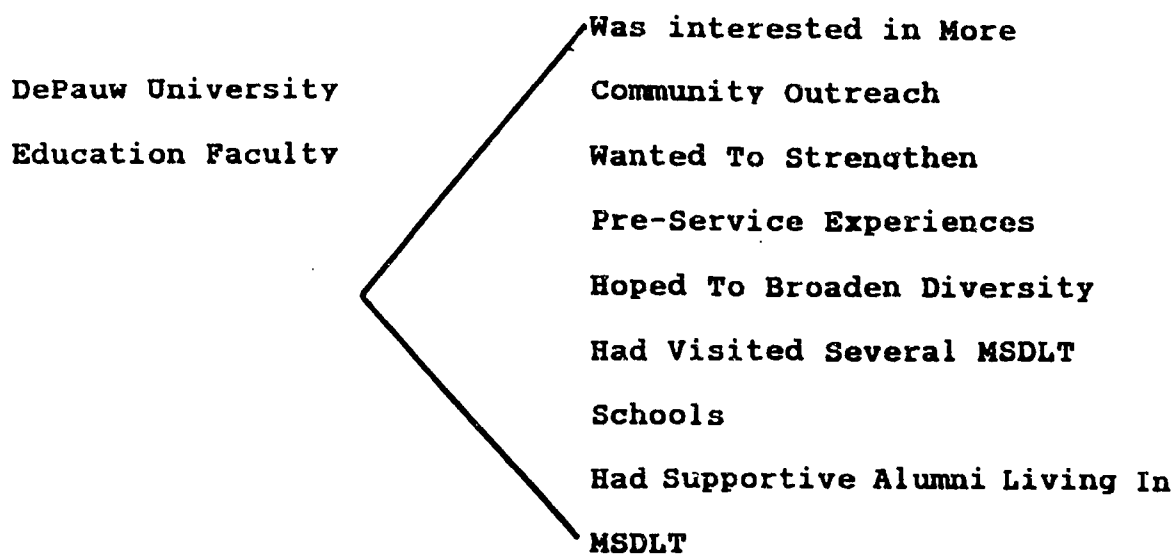 DePauw University
Education Faculty
Was interested in More
Community Outreach
Wanted To Strengthen
Pre-Service Experiences
Hoped To Broaden Diversity
Had Visited Several MSDLT
Schools
Had Supportive Alumni Living In
MSDLT